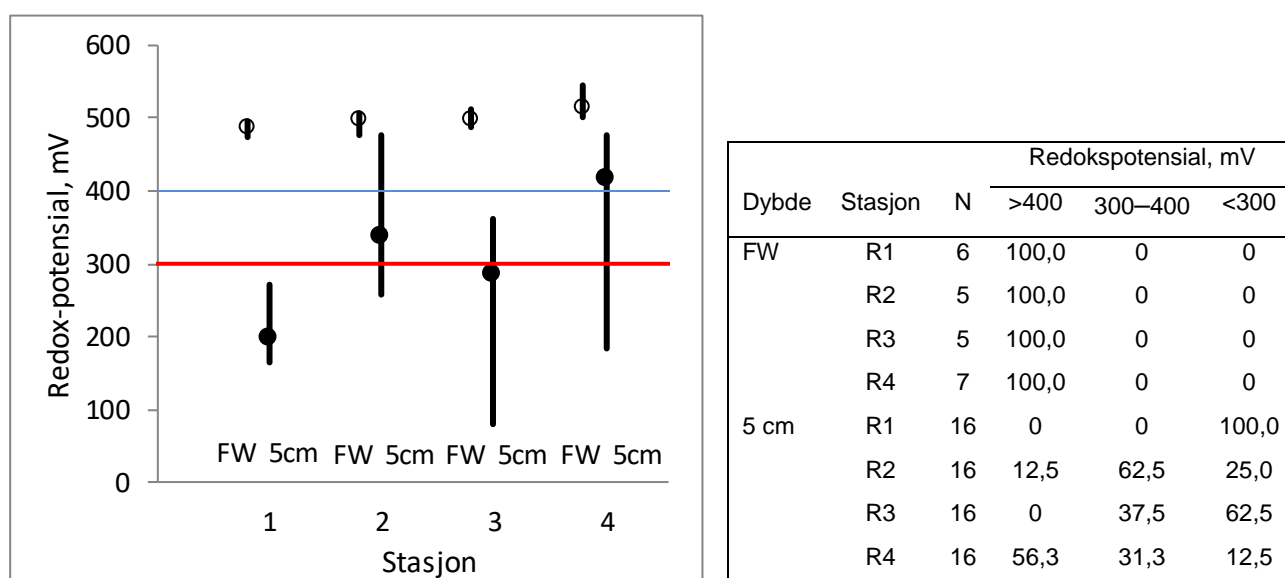 600
500
400
300
200
100
0
Redox-potensial, mV
FW 5cm FW 5cm FW 5cm FW 5cm
1 2 3 4
Stasjon
Redokspotensial, mV
Dybde Stasjon N >400 300–400 <300
FW R1 6 100,0 0 0
R2 5 100,0 0 0
R3 5 100,0 0 0
R4 7 100,0 0 0
5 cm R1 16 0 0 100,0
R2 16 12,5 62,5 25,0
R3 16 0 37,5 62,5
R4 16 56,3 31,3 12,5